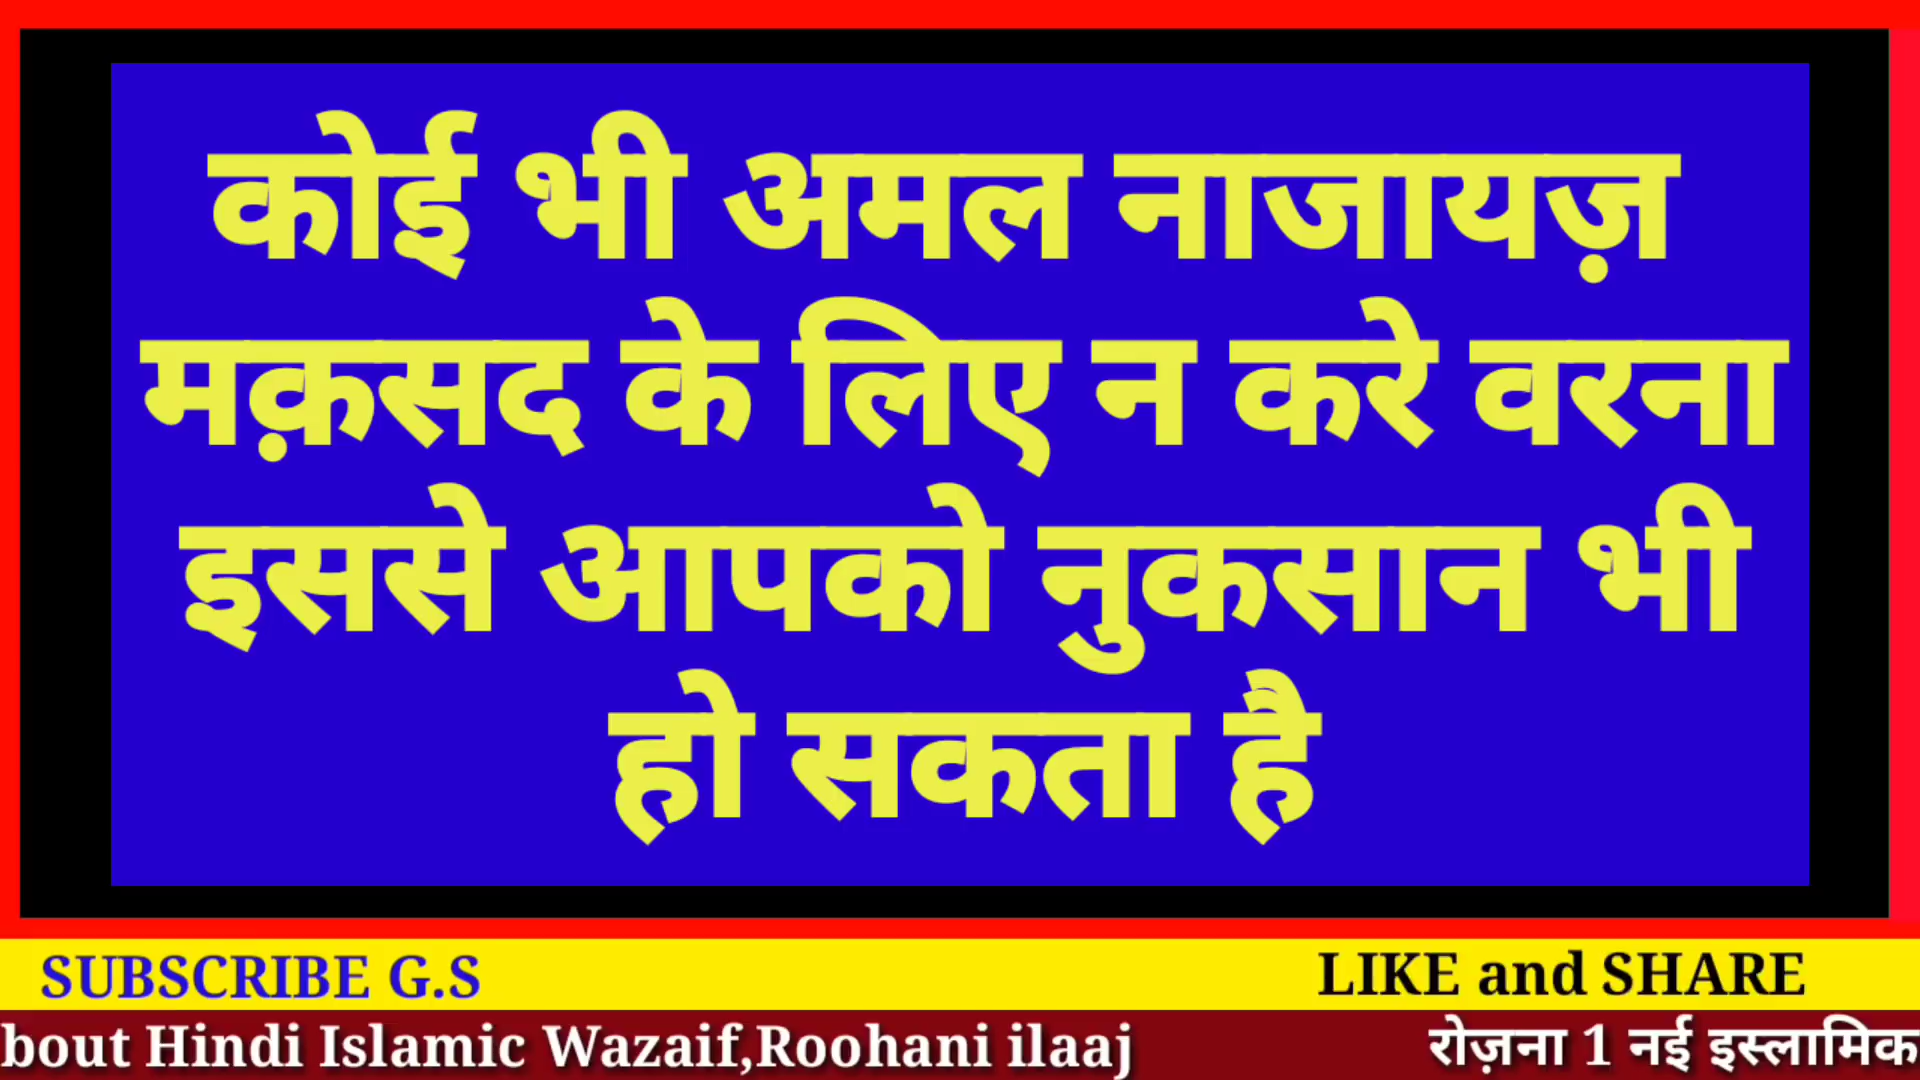 कोई भी अमल नाजायज़
मक़सद के लिए न करे वरना
इससे आपको नुकसान भी
हो सकता है
SUBSCRIBE G.S
LIKE and SHARE
bout Hindi Islamic Wazaif,Roohani ilaaj
रोज़ना 1 नई इस्लामिक